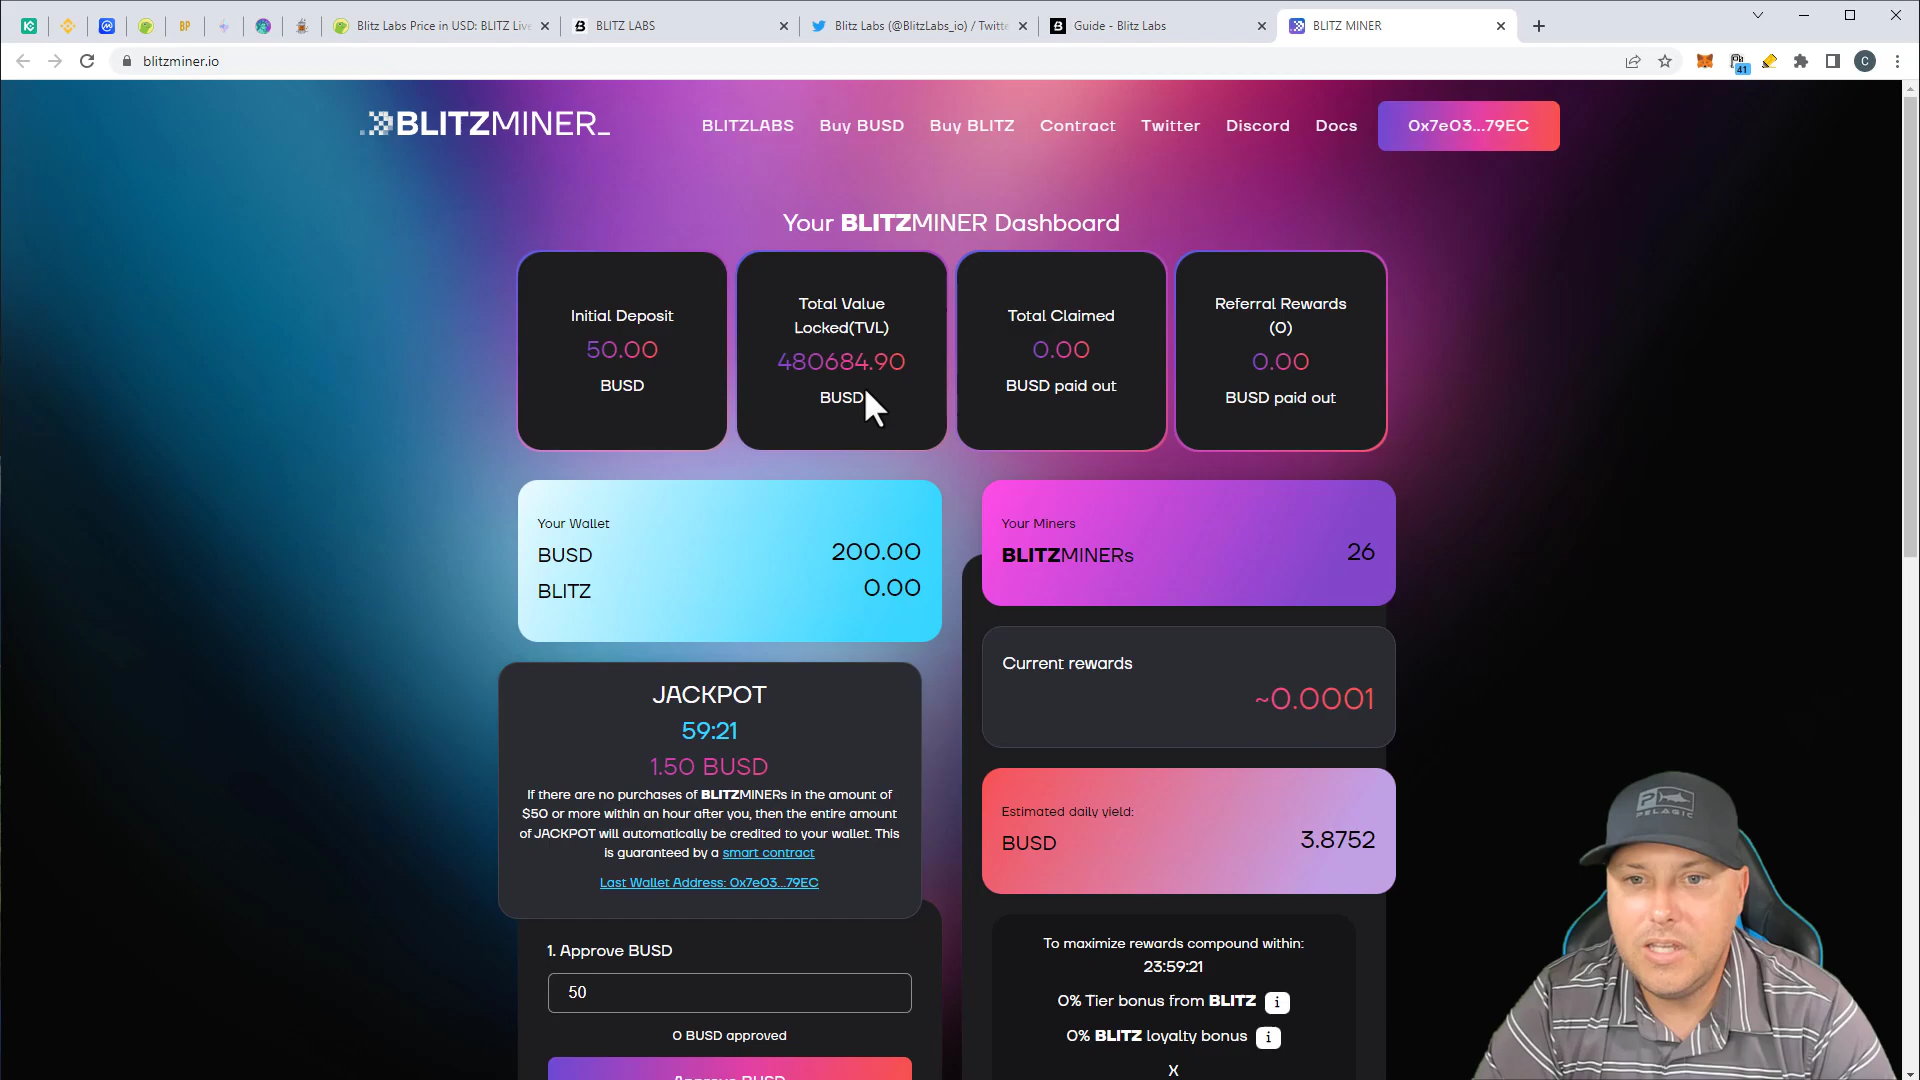 BP
Blitz Labs Price in USD: BLITZ Live
BLITZ LABS
Blitz Labs (@BlitzLabs_io) / Twitte
Guide - Blitz Labs
BLITZ MINER
blitzminer.io
41
C
BLITZMINER_
BLITZLABS
Buy BUSD
Buy BLITZ
Contract
Twitter
Discord
Docs
0x7e03...79EC
Your BLITZMINER Dashboard
Initial Deposit
50.00
BUSD
Total Value
Locked(TVL)
480684.90
BUSD
Total Claimed
0.00
BUSD paid out
Referral Rewards
(0)
0.00
BUSD paid out
Your Wallet
BUSD 200.00
BLITZ 0.00
Your Miners
BLITZMINERs 26
Current rewards
~0.0001
JACKPOT
59:21
1.50 BUSD
If there are no purchases of BLITZMINERs in the amount of
$50 or more within an hour after you, then the entire amount
of JACKPOT will automatically be credited to your wallet. This
is guaranteed by a smart contract
Last Wallet Address: 0x7e03...79EC
Estimated daily yield:
BUSD 3.8752
1. Approve BUSD
50
0 BUSD approved
Approve BUSD
To maximize rewards compound within:
23:59:21
0% Tier bonus from BLITZ i
0% BLITZ loyalty bonus i
X
PELAGIC